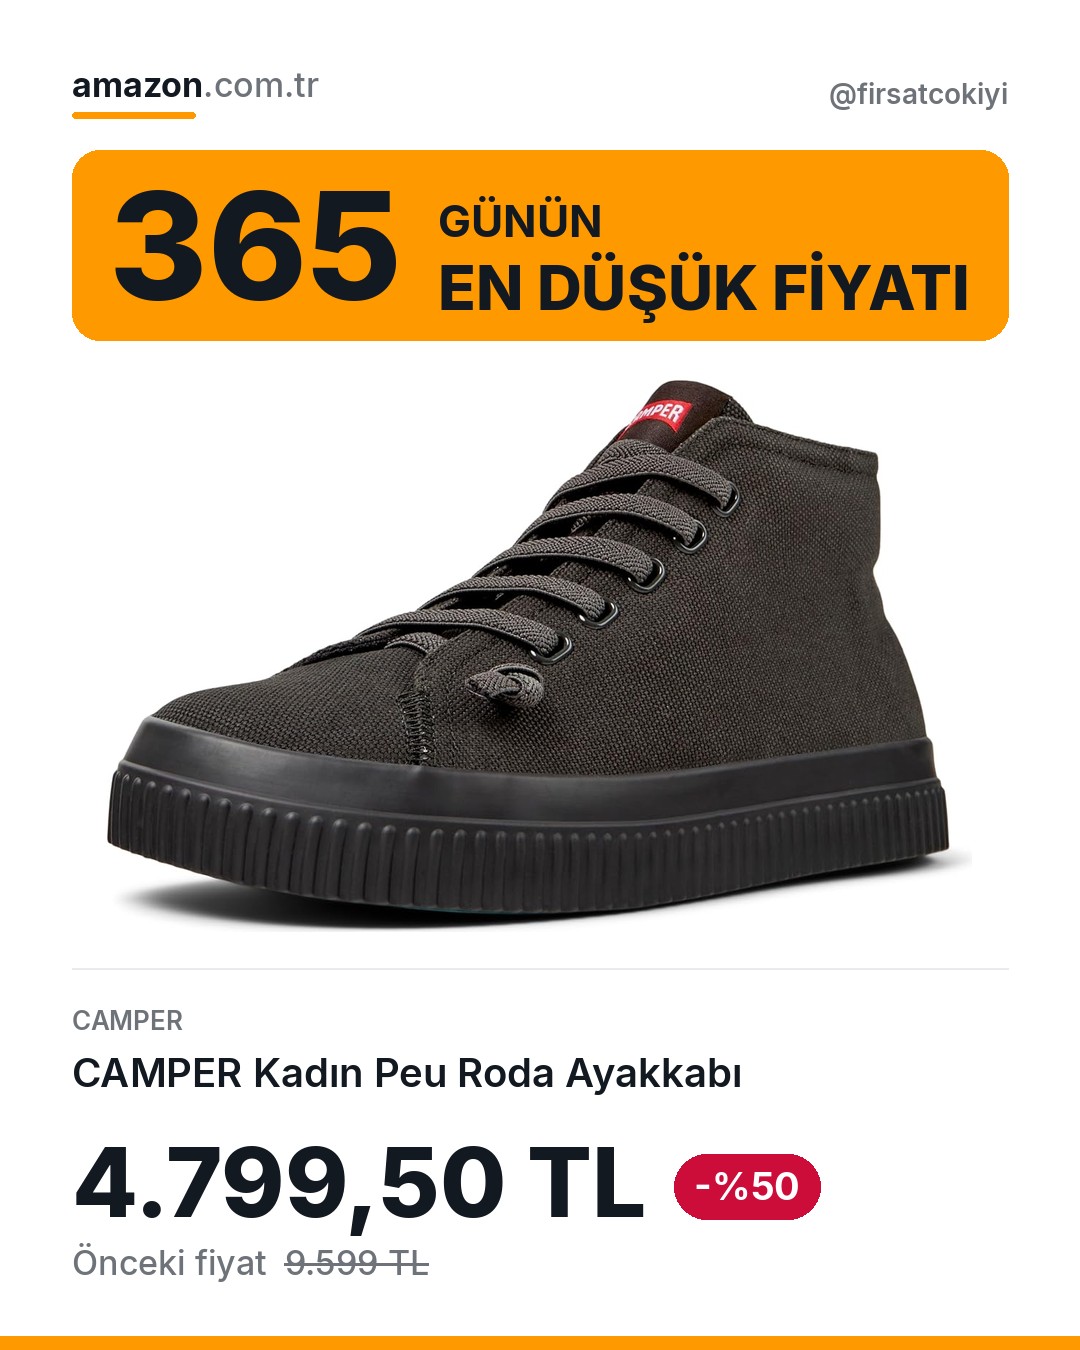 amazon.com.tr
@firsatcokiyi
365
GÜNÜN
EN DÜŞÜK FİYATI
CAMPER
CAMPER Kadın Peu Roda Ayakkabı
4.799,50 TL
-%50
Önceki fiyat 9.599 TL